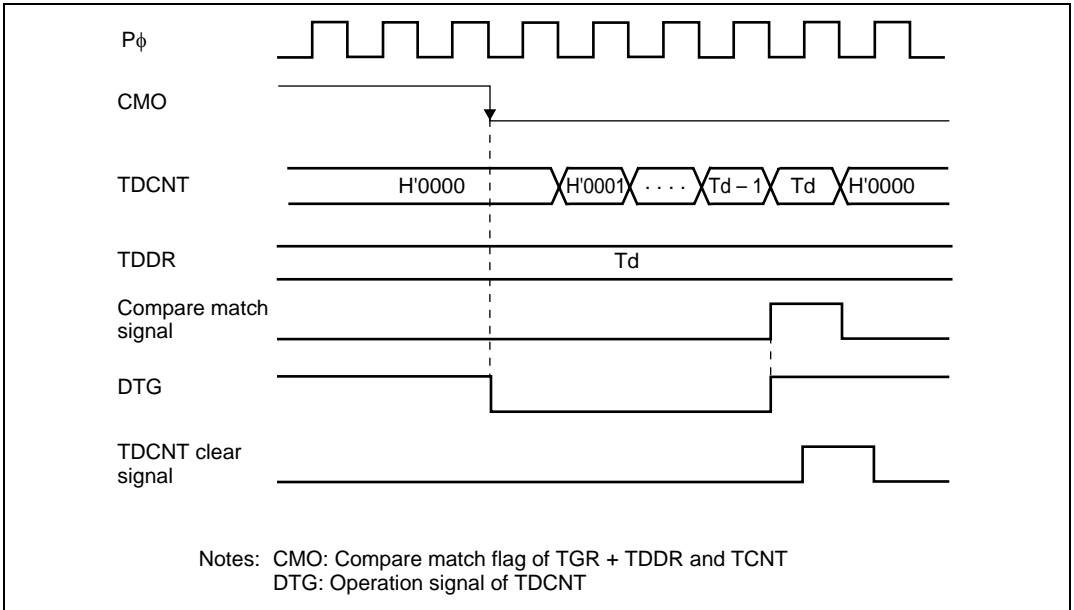 Pϕ
CMO
TDCNT H'0000 H'0001 · · · · Td – 1 Td H'0000
TDDR Td
Compare match
signal
DTG
TDCNT clear
signal
Notes: CMO: Compare match flag of TGR + TDDR and TCNT
DTG: Operation signal of TDCNT